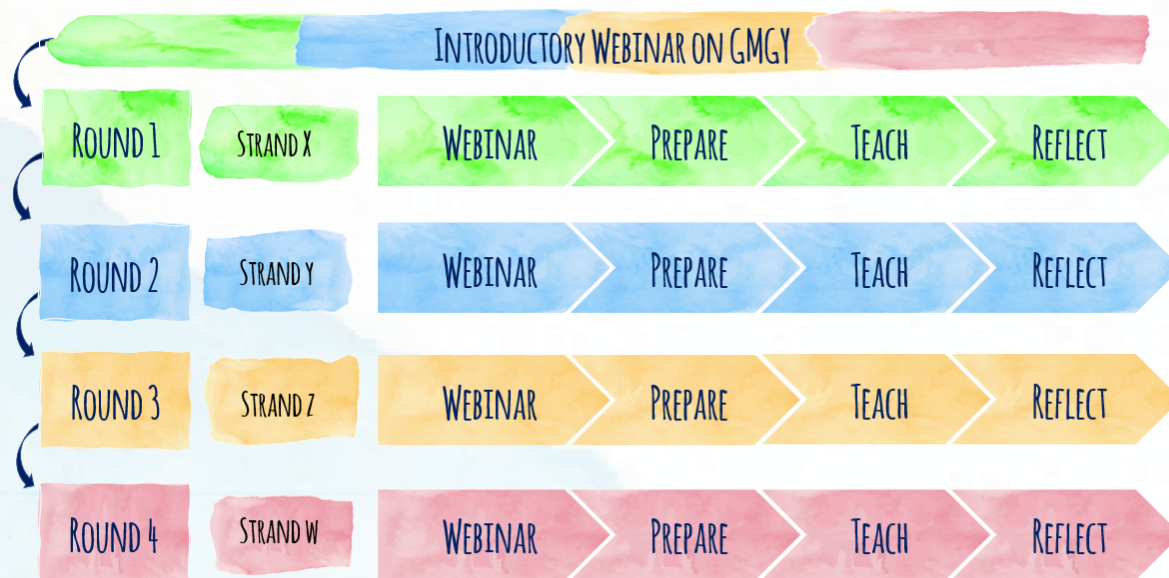 INTRODUCTORY WEBINAR ON GMGY
ROUND 1 STRAND X WEBINAR PREPARE TEACH REFLECT
ROUND 2 STRAND Y WEBINAR PREPARE TEACH REFLECT
ROUND 3 STRAND Z WEBINAR PREPARE TEACH REFLECT
ROUND 4 STRAND W WEBINAR PREPARE TEACH REFLECT